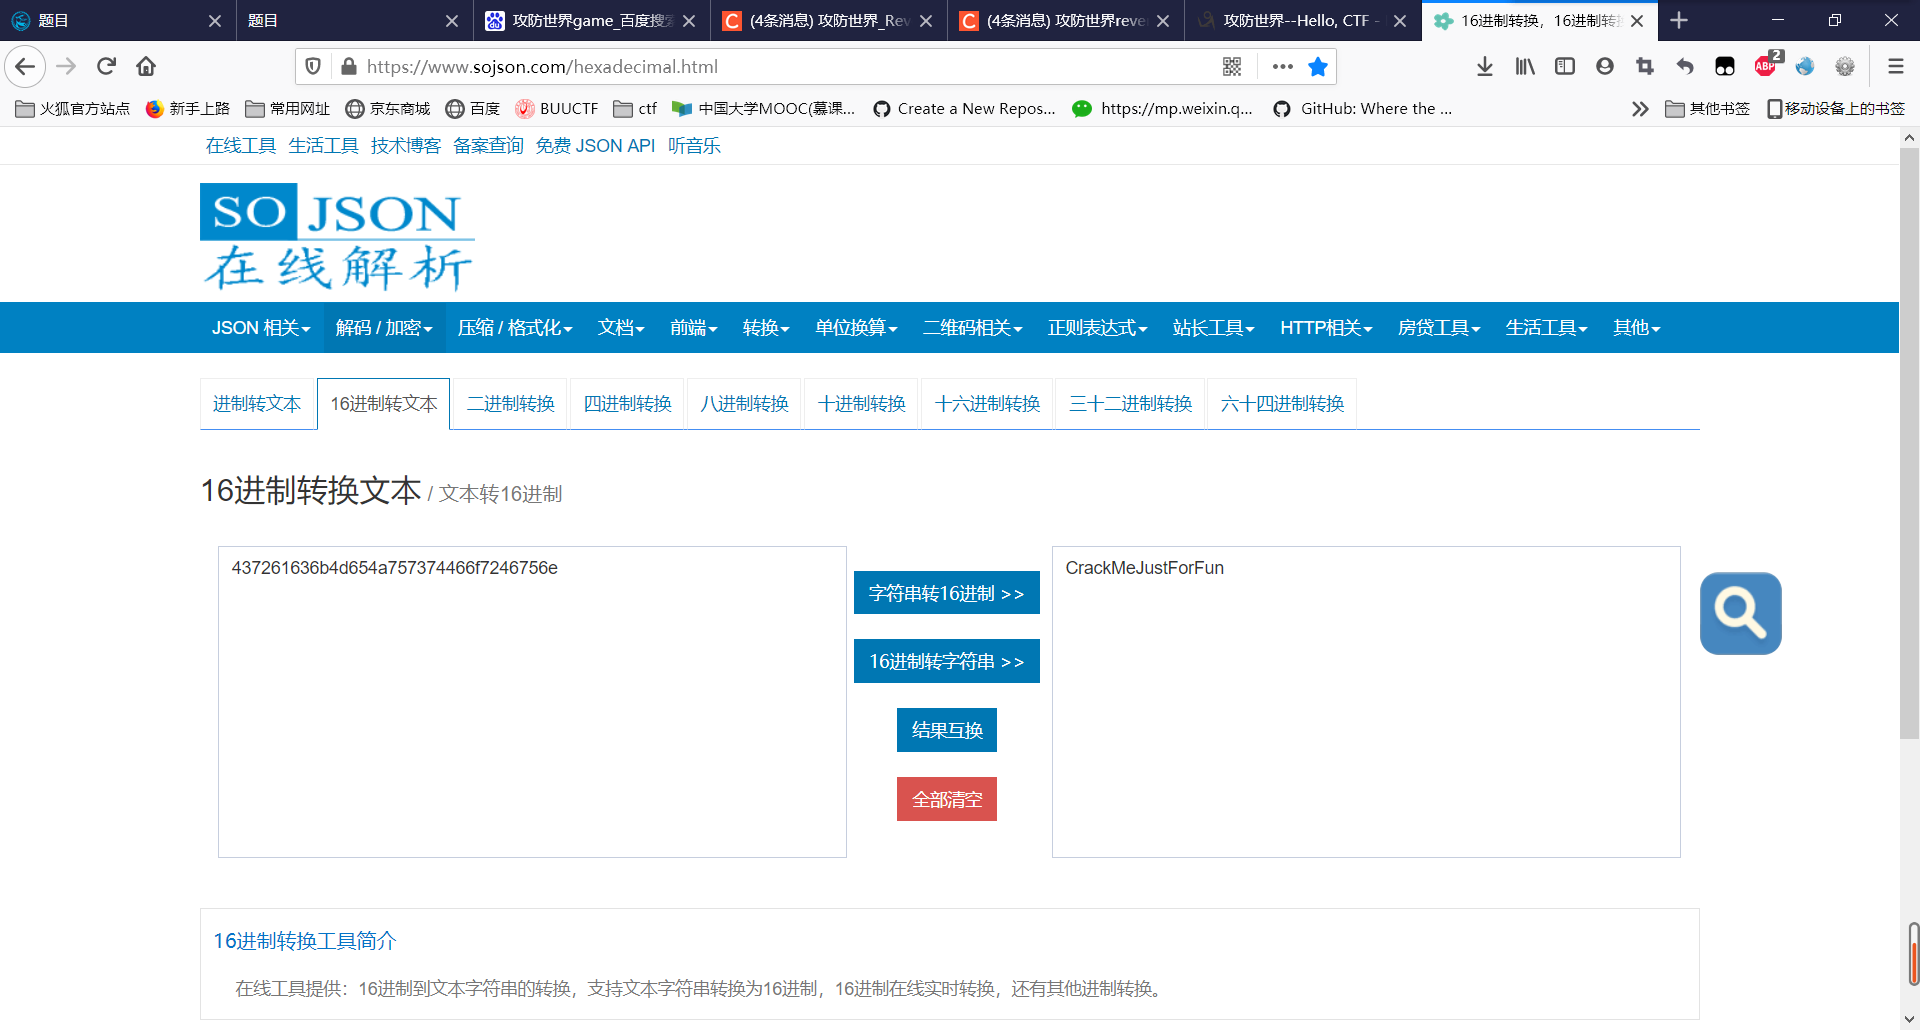 题目
题目
攻防世界game_百度搜索
(4条消息) 攻防世界_Rev
(4条消息) 攻防世界reve
攻防世界--Hello, CTF -
16进制转换，16进制转换
https://www.sojson.com/hexadecimal.html
ABP 2
火狐官方站点 新手上路 常用网址 京东商城 百度 BUUCTF ctf 中国大学MOOC(慕课... Create a New Repos... https://mp.weixin.q... GitHub: Where the ... 其他书签 移动设备上的书签
在线工具 生活工具 技术博客 备案查询 免费 JSON API 听音乐
SO JSON
在线解析
JSON 相关 解码 / 加密 压缩 / 格式化 文档 前端 转换 单位换算 二维码相关 正则表达式 站长工具 HTTP相关 房贷工具 生活工具 其他
进制转文本 16进制转文本 二进制转换 四进制转换 八进制转换 十进制转换 十六进制转换 三十二进制转换 六十四进制转换
16进制转换文本 / 文本转16进制
437261636b4d654a757374466f7246756e
CrackMeJustForFun
字符串转16进制 >>
16进制转字符串 >>
结果互换
全部清空
16进制转换工具简介
在线工具提供：16进制到文本字符串的转换，支持文本字符串转换为16进制，16进制在线实时转换，还有其他进制转换。